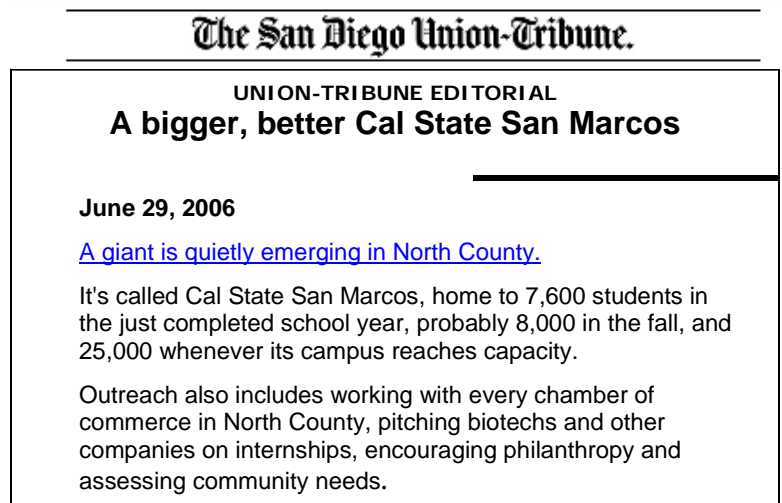 The San Diego Union-Tribune.
UNION-TRIBUNE EDITORIAL
A bigger, better Cal State San Marcos
June 29, 2006
A giant is quietly emerging in North County.
It's called Cal State San Marcos, home to 7,600 students in
the just completed school year, probably 8,000 in the fall, and
25,000 whenever its campus reaches capacity.
Outreach also includes working with every chamber of
commerce in North County, pitching biotechs and other
companies on internships, encouraging philanthropy and
assessing community needs.